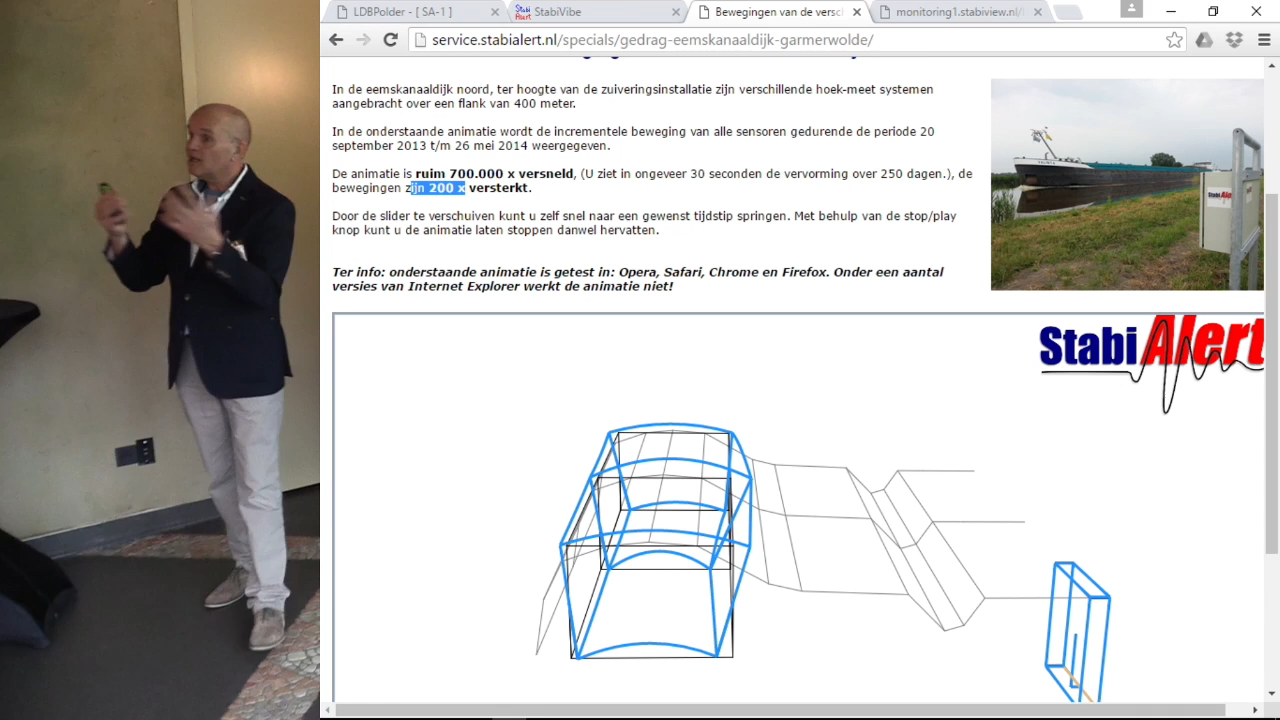 LDBPolder - [ SA-1 ]
Stabi Alert StabiVibe
Bewegingen van de versc
monitoring1.stabiview.nl/
service.stabialert.nl/specials/gedrag-eemskanaaldijk-garmerwolde/
In de eemskanaaldijk noord, ter hoogte van de zuiveringsinstallatie zijn verschillende hoek-meet systemen
aangebracht over een flank van 400 meter.
In de onderstaande animatie wordt de incrementele beweging van alle sensoren gedurende de periode 20
september 2013 t/m 26 mei 2014 weergegeven.
De animatie is ruim 700.000 x versneld, (U ziet in ongeveer 30 seconden de vervorming over 250 dagen.), de
bewegingen zijn 200 x versterkt.
Door de slider te verschuiven kunt u zelf snel naar een gewenst tijdstip springen. Met behulp van de stop/play
knop kunt u de animatie laten stoppen danwel hervatten.
Ter info: onderstaande animatie is getest in: Opera, Safari, Chrome en Firefox. Onder een aantal
versies van Internet Explorer werkt de animatie niet!
Stabi Alert